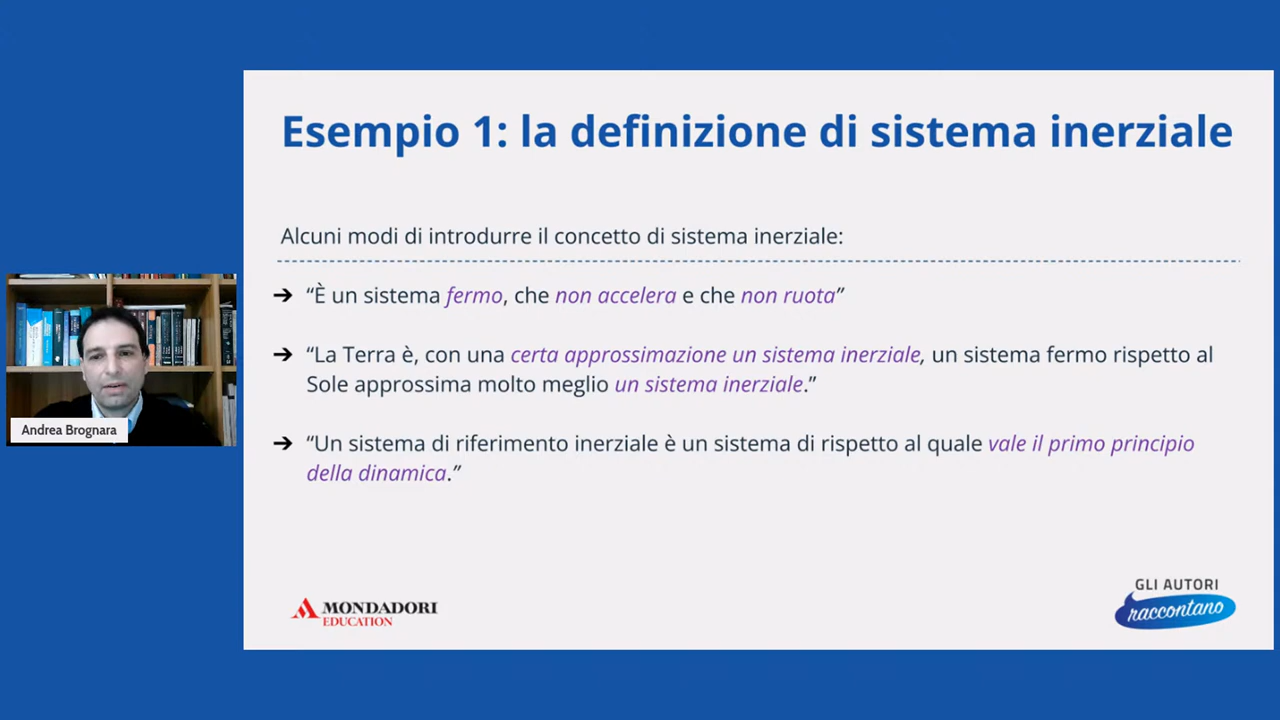 Esempio 1: la definizione di sistema inerziale
Alcuni modi di introdurre il concetto di sistema inerziale:
➔ “È un sistema fermo, che non accelera e che non ruota”
➔ “La Terra è, con una certa approssimazione un sistema inerziale, un sistema fermo rispetto al
Sole approssima molto meglio un sistema inerziale.”
➔ “Un sistema di riferimento inerziale è un sistema di rispetto al quale vale il primo principio
della dinamica.”
Andrea Brognara
MONDADORI
EDUCATION
GLI AUTORI
raccontano